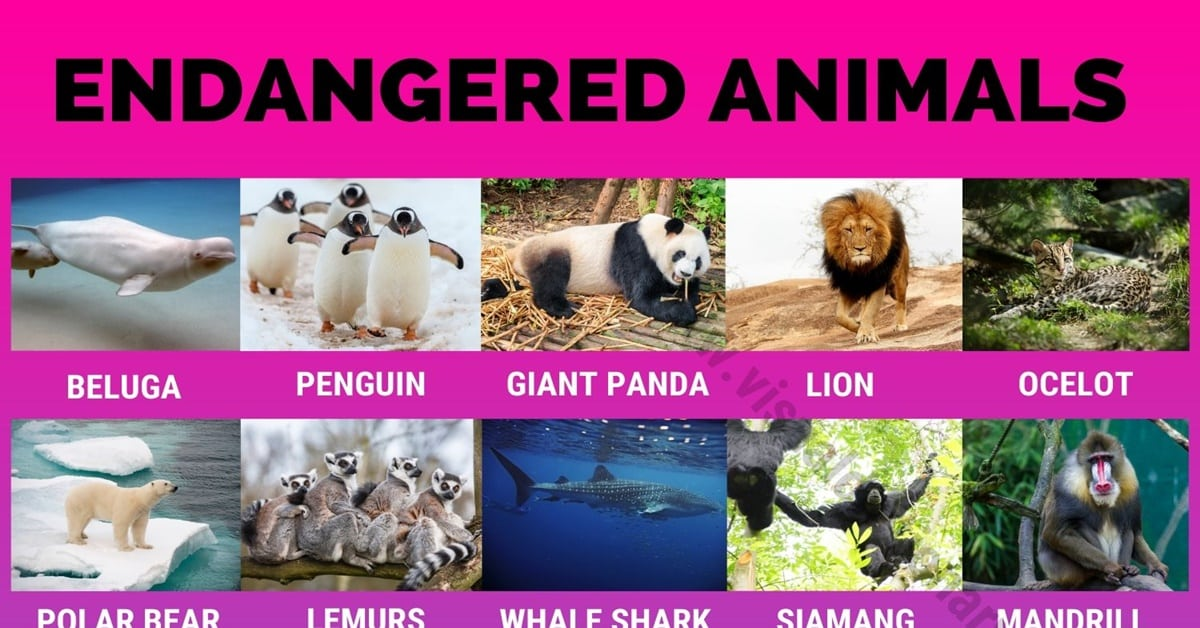 ENDANGERED ANIMALS
BELUGA PENGUIN GIANT PANDA LION OCELOT
POLAR BEAR LEMURS WHALE SHARK SIAMANG MANDRILL